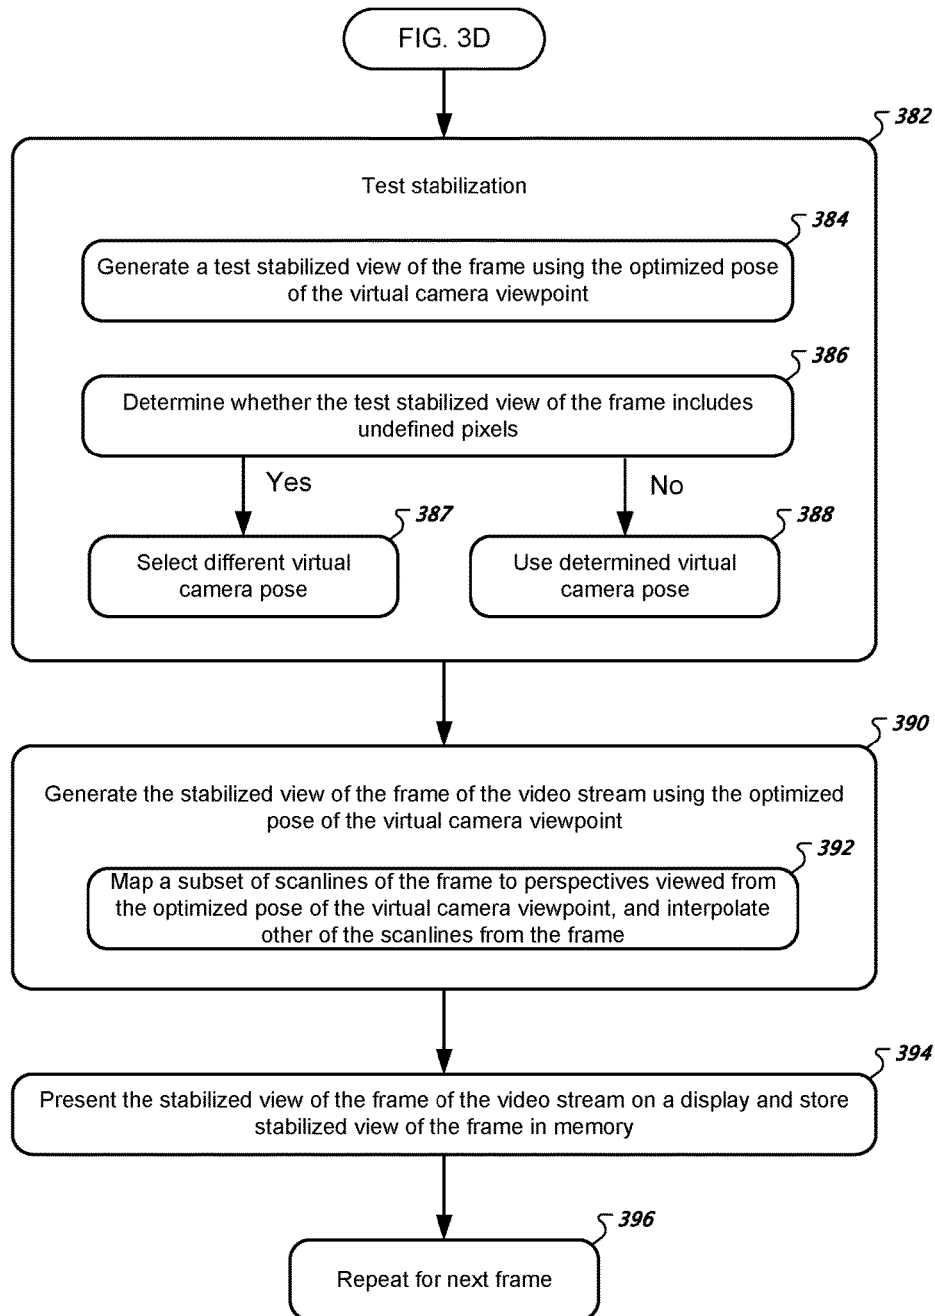 FIG. 3D
382
Test stabilization
384
Generate a test stabilized view of the frame using the optimized pose
of the virtual camera viewpoint
386
Determine whether the test stabilized view of the frame includes
undefined pixels
Yes
No
387
388
Select different virtual
camera pose
Use determined virtual
camera pose
390
Generate the stabilized view of the frame of the video stream using the optimized
pose of the virtual camera viewpoint
392
Map a subset of scanlines of the frame to perspectives viewed from
the optimized pose of the virtual camera viewpoint, and interpolate
other of the scanlines from the frame
394
Present the stabilized view of the frame of the video stream on a display and store
stabilized view of the frame in memory
396
Repeat for next frame